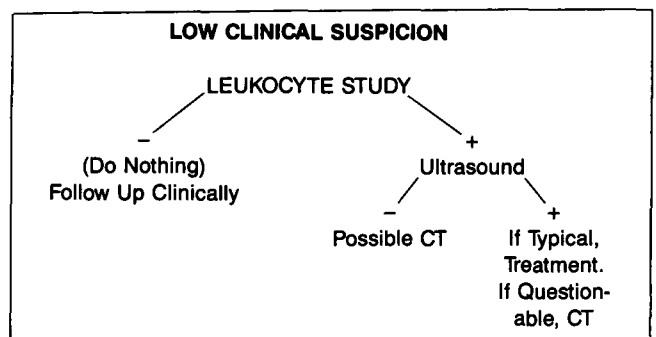 LOW CLINICAL SUSPICION
LEUKOCYTE STUDY
−
+
(Do Nothing)
Follow Up Clinically
Ultrasound
−
+
Possible CT
If Typical,
Treatment.
If Question-
able, CT